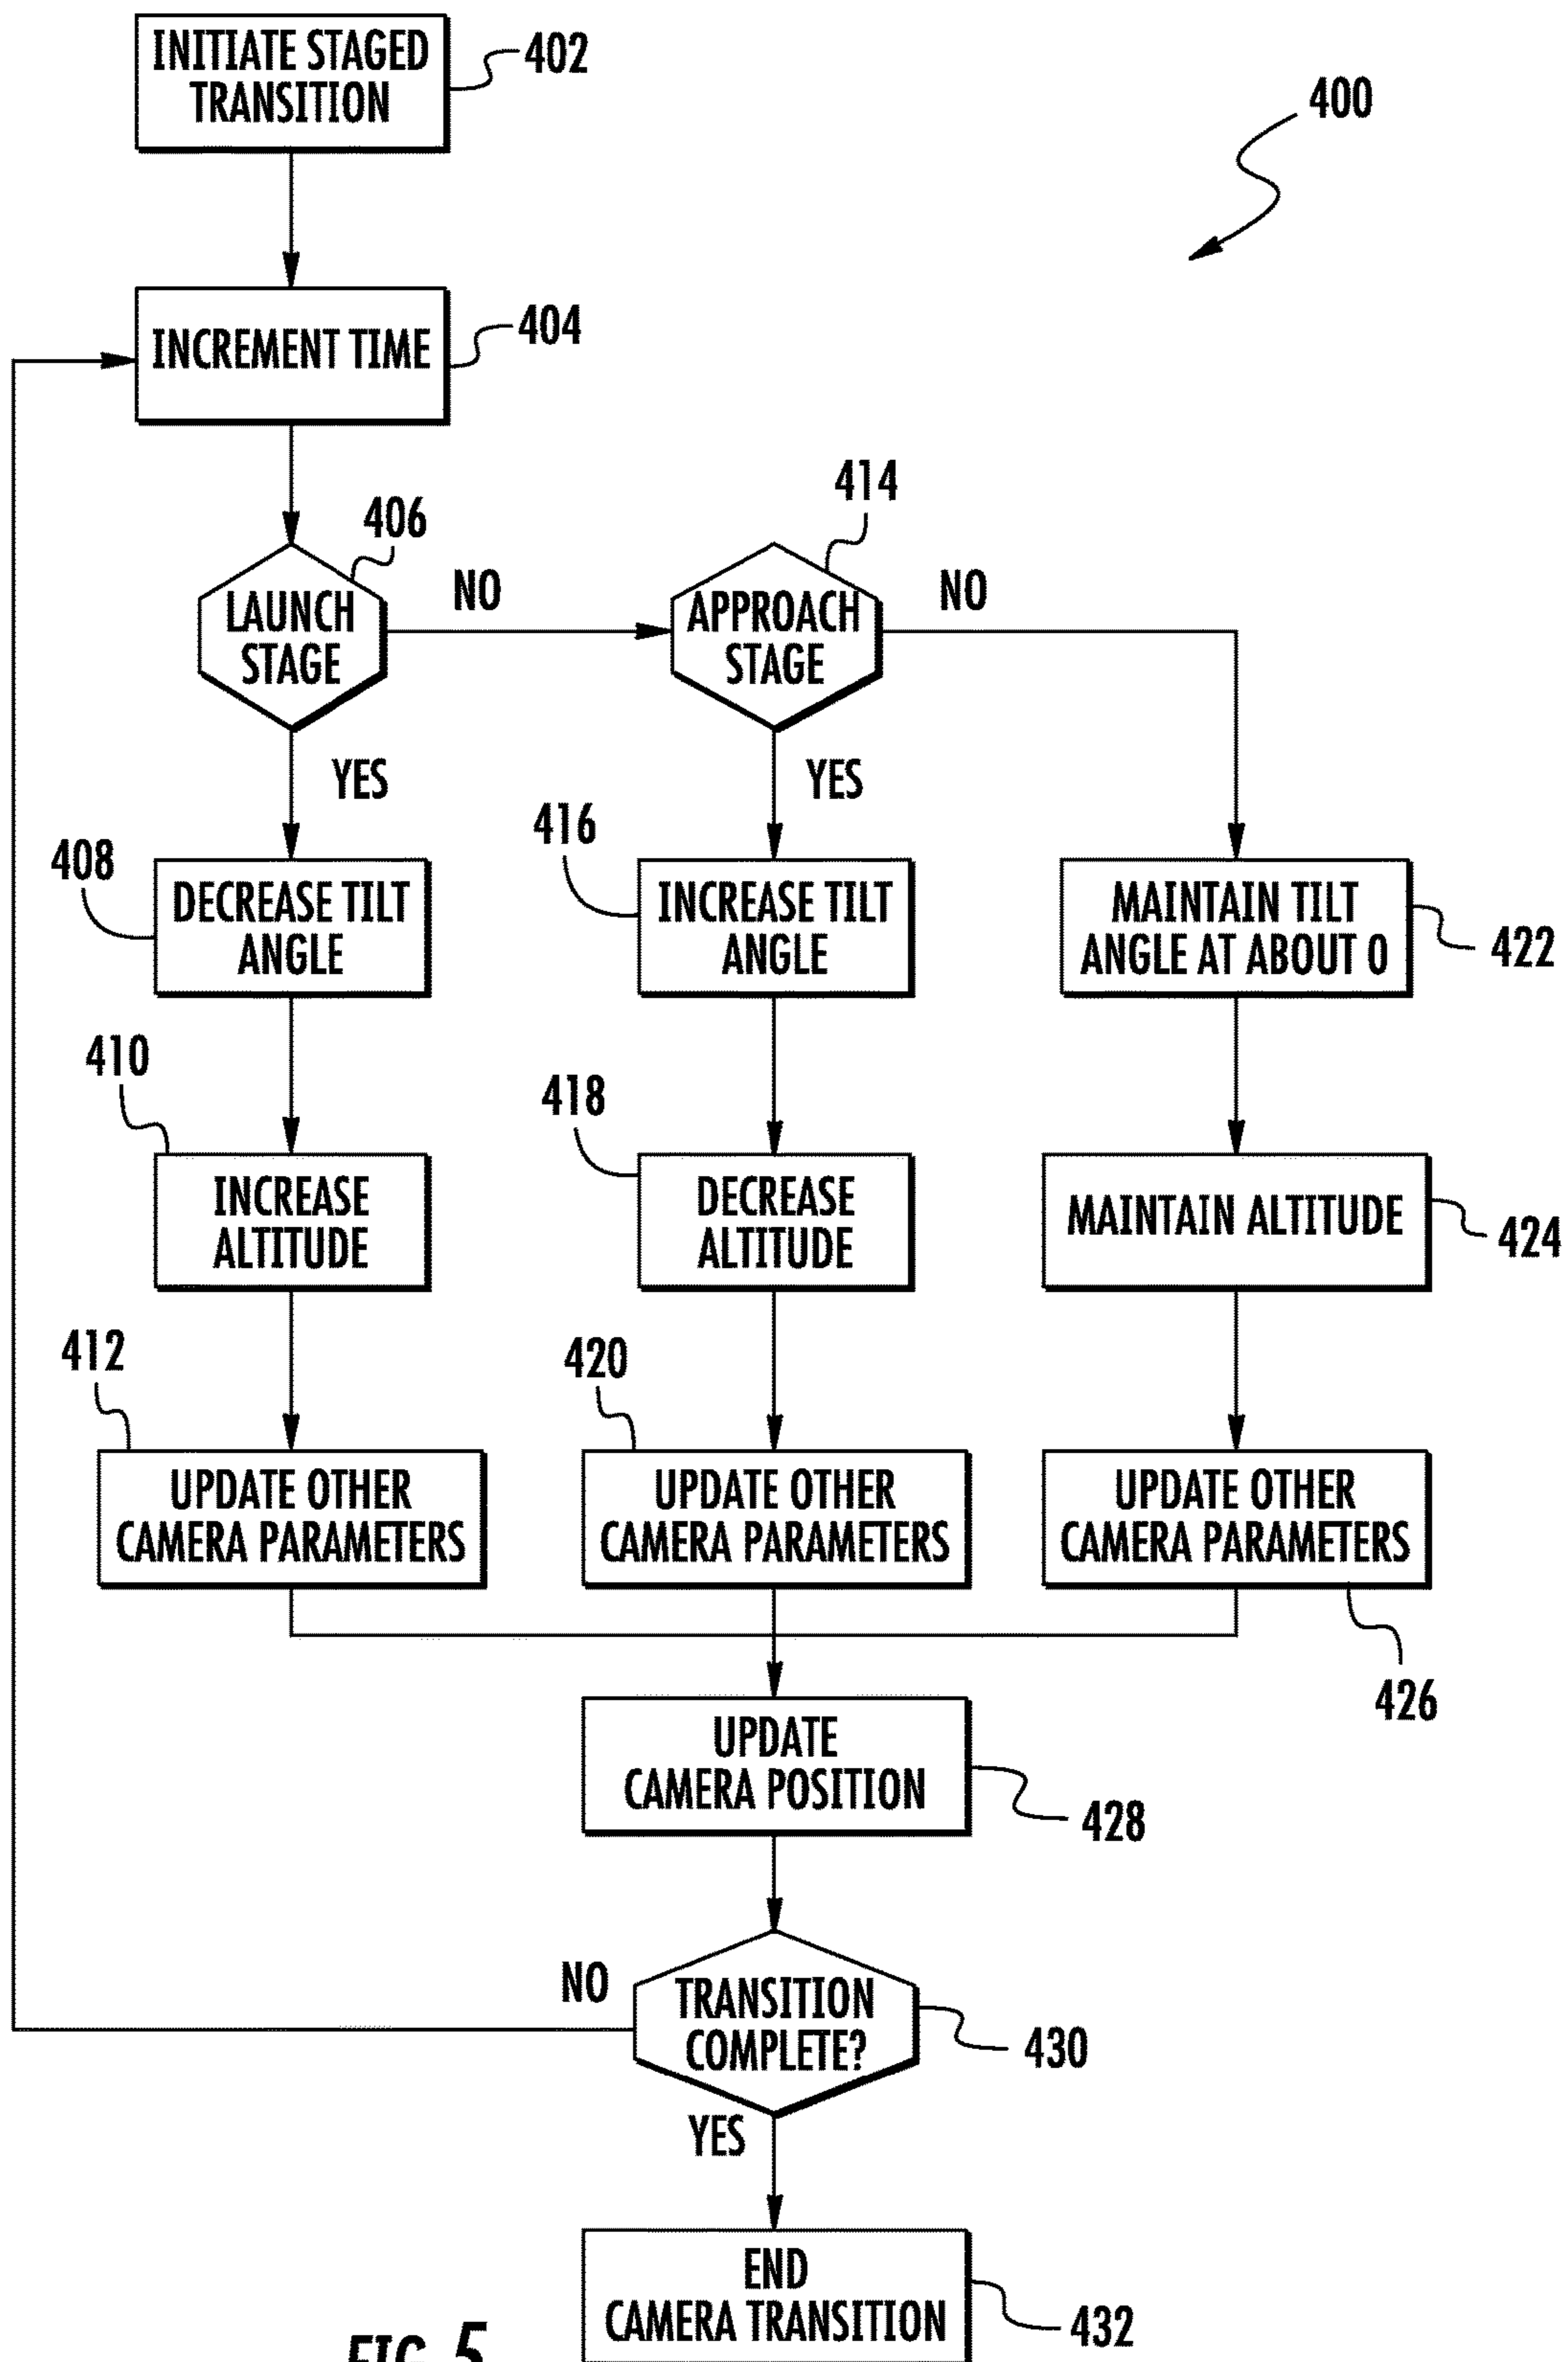 INITIATE STAGED
TRANSITION
402
400
INCREMENT TIME
404
406
LAUNCH
STAGE
NO
YES
414
APPROACH
STAGE
NO
YES
408
DECREASE TILT
ANGLE
416
INCREASE TILT
ANGLE
MAINTAIN TILT
ANGLE AT ABOUT 0
422
410
INCREASE
ALTITUDE
418
DECREASE
ALTITUDE
MAINTAIN ALTITUDE
424
412
UPDATE OTHER
CAMERA PARAMETERS
420
UPDATE OTHER
CAMERA PARAMETERS
UPDATE OTHER
CAMERA PARAMETERS
426
UPDATE
CAMERA POSITION
428
NO
TRANSITION
COMPLETE?
430
YES
END
CAMERA TRANSITION
432
FIG. 5